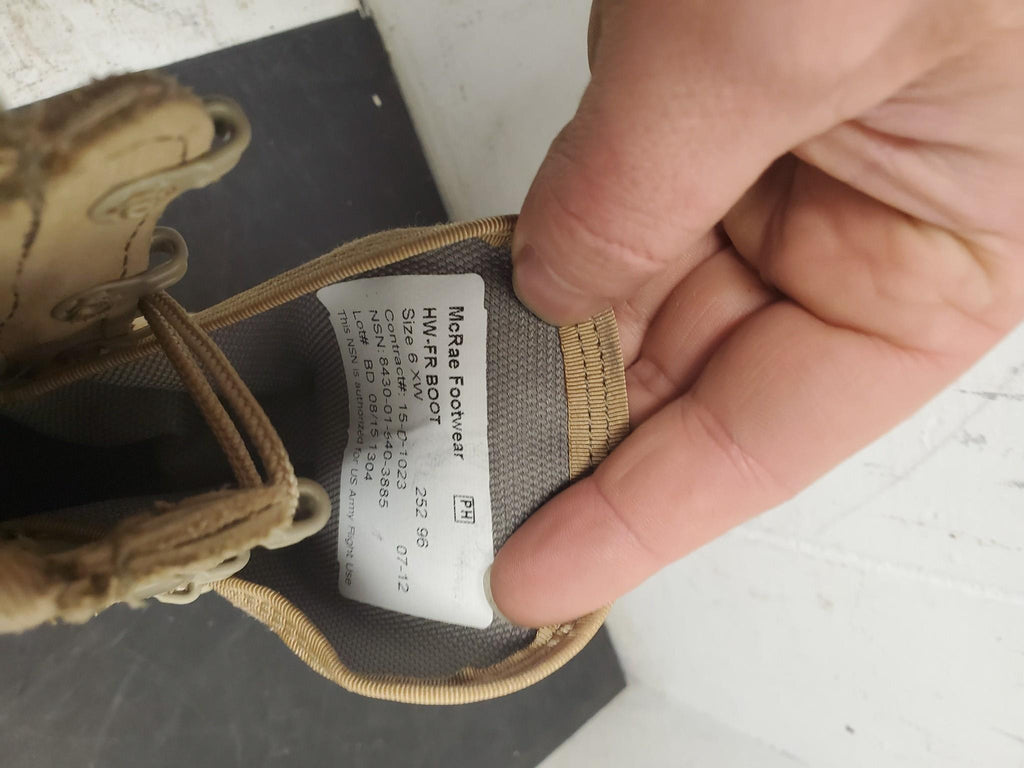 McRae Footwear PH
HW-FR BOOT 252 96
Size 6 XW 07-12
Contract#: 15-D-1023
NSN: 8430-01-640-3885
Lot# BD 08/15 1304
This NSN is authorized for US Army Flight Use